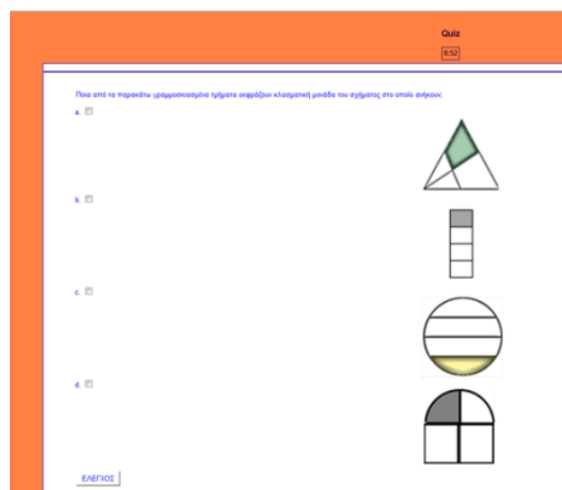 Quiz
0:52
Ποια από τα παρακάτω γραμμοσκιασμένα τμήματα εκφράζουν κλασματική μονάδα του σχήματος στο οποίο ανήκουν;
a.
b.
c.
d.
ΕΛΕΓΧΟΣ